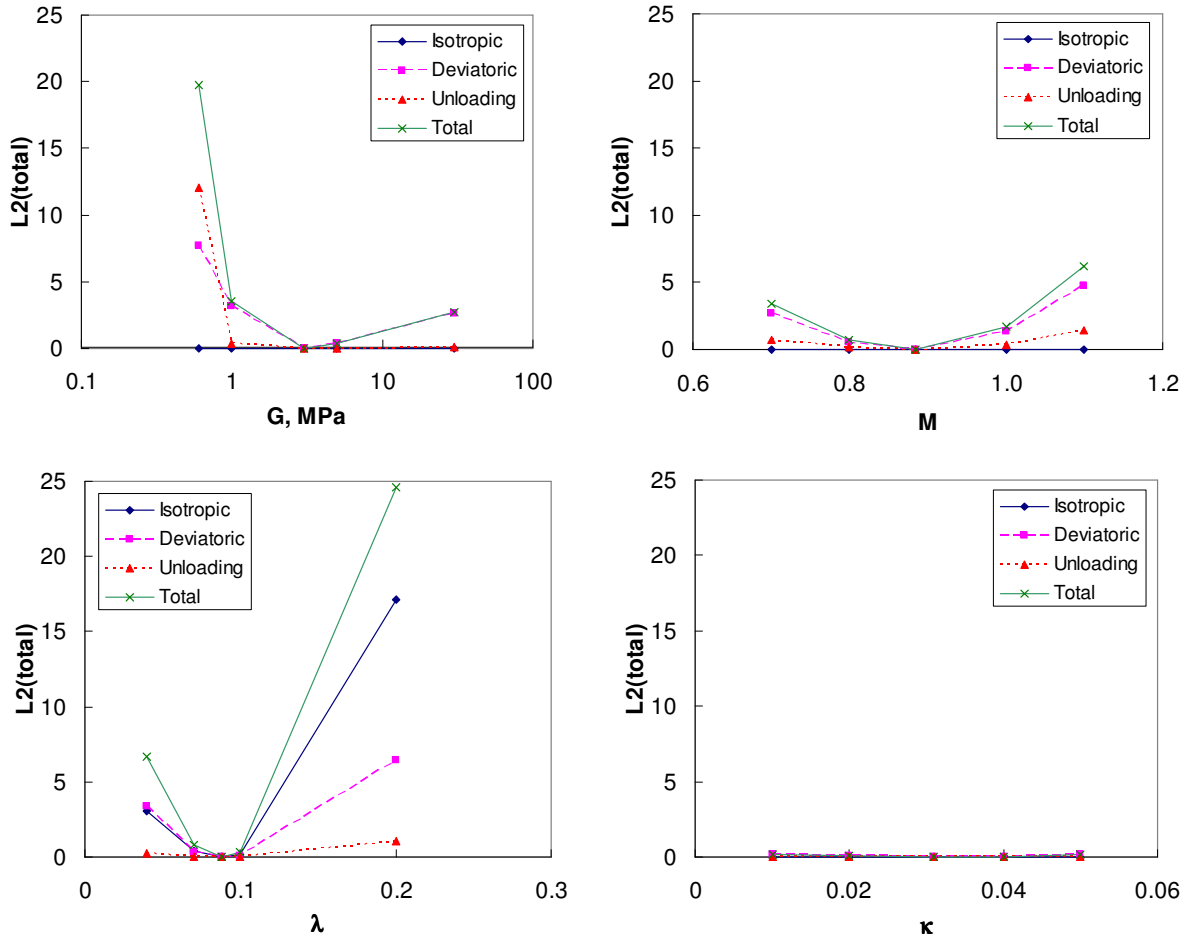 25
20
15
10
5
0
L2(total)
0.1
1
10
100
G, MPa
Isotropic
Deviatoric
Unloading
Total
25
20
15
10
5
0
L2(total)
0.6
0.8
1.0
1.2
M
Isotropic
Deviatoric
Unloading
Total
25
20
15
10
5
0
L2(total)
0
0.1
0.2
0.3
λ
Isotropic
Deviatoric
Unloading
Total
25
20
15
10
5
0
L2(total)
0
0.02
0.04
0.06
κ
Isotropic
Deviatoric
Unloading
Total